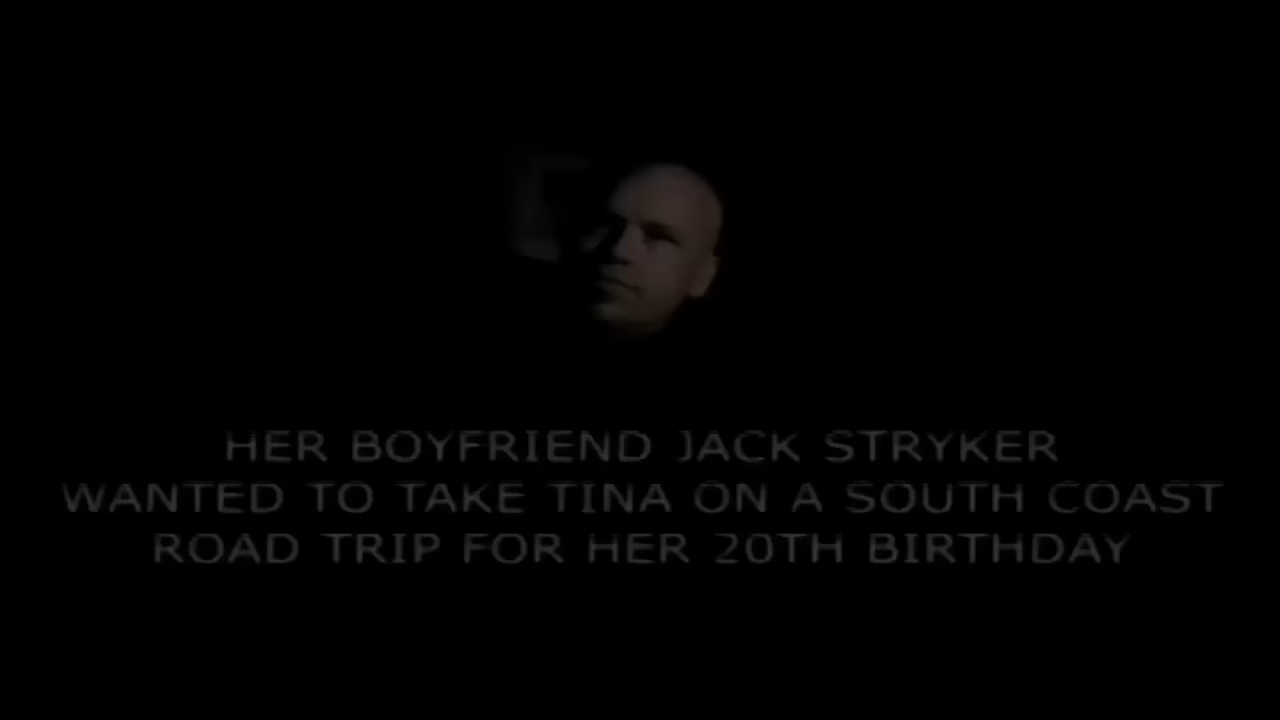 HER BOYFRIEND JACK STRYKER
WANTED TO TAKE TINA ON A SOUTH COAST
ROAD TRIP FOR HER 20TH BIRTHDAY